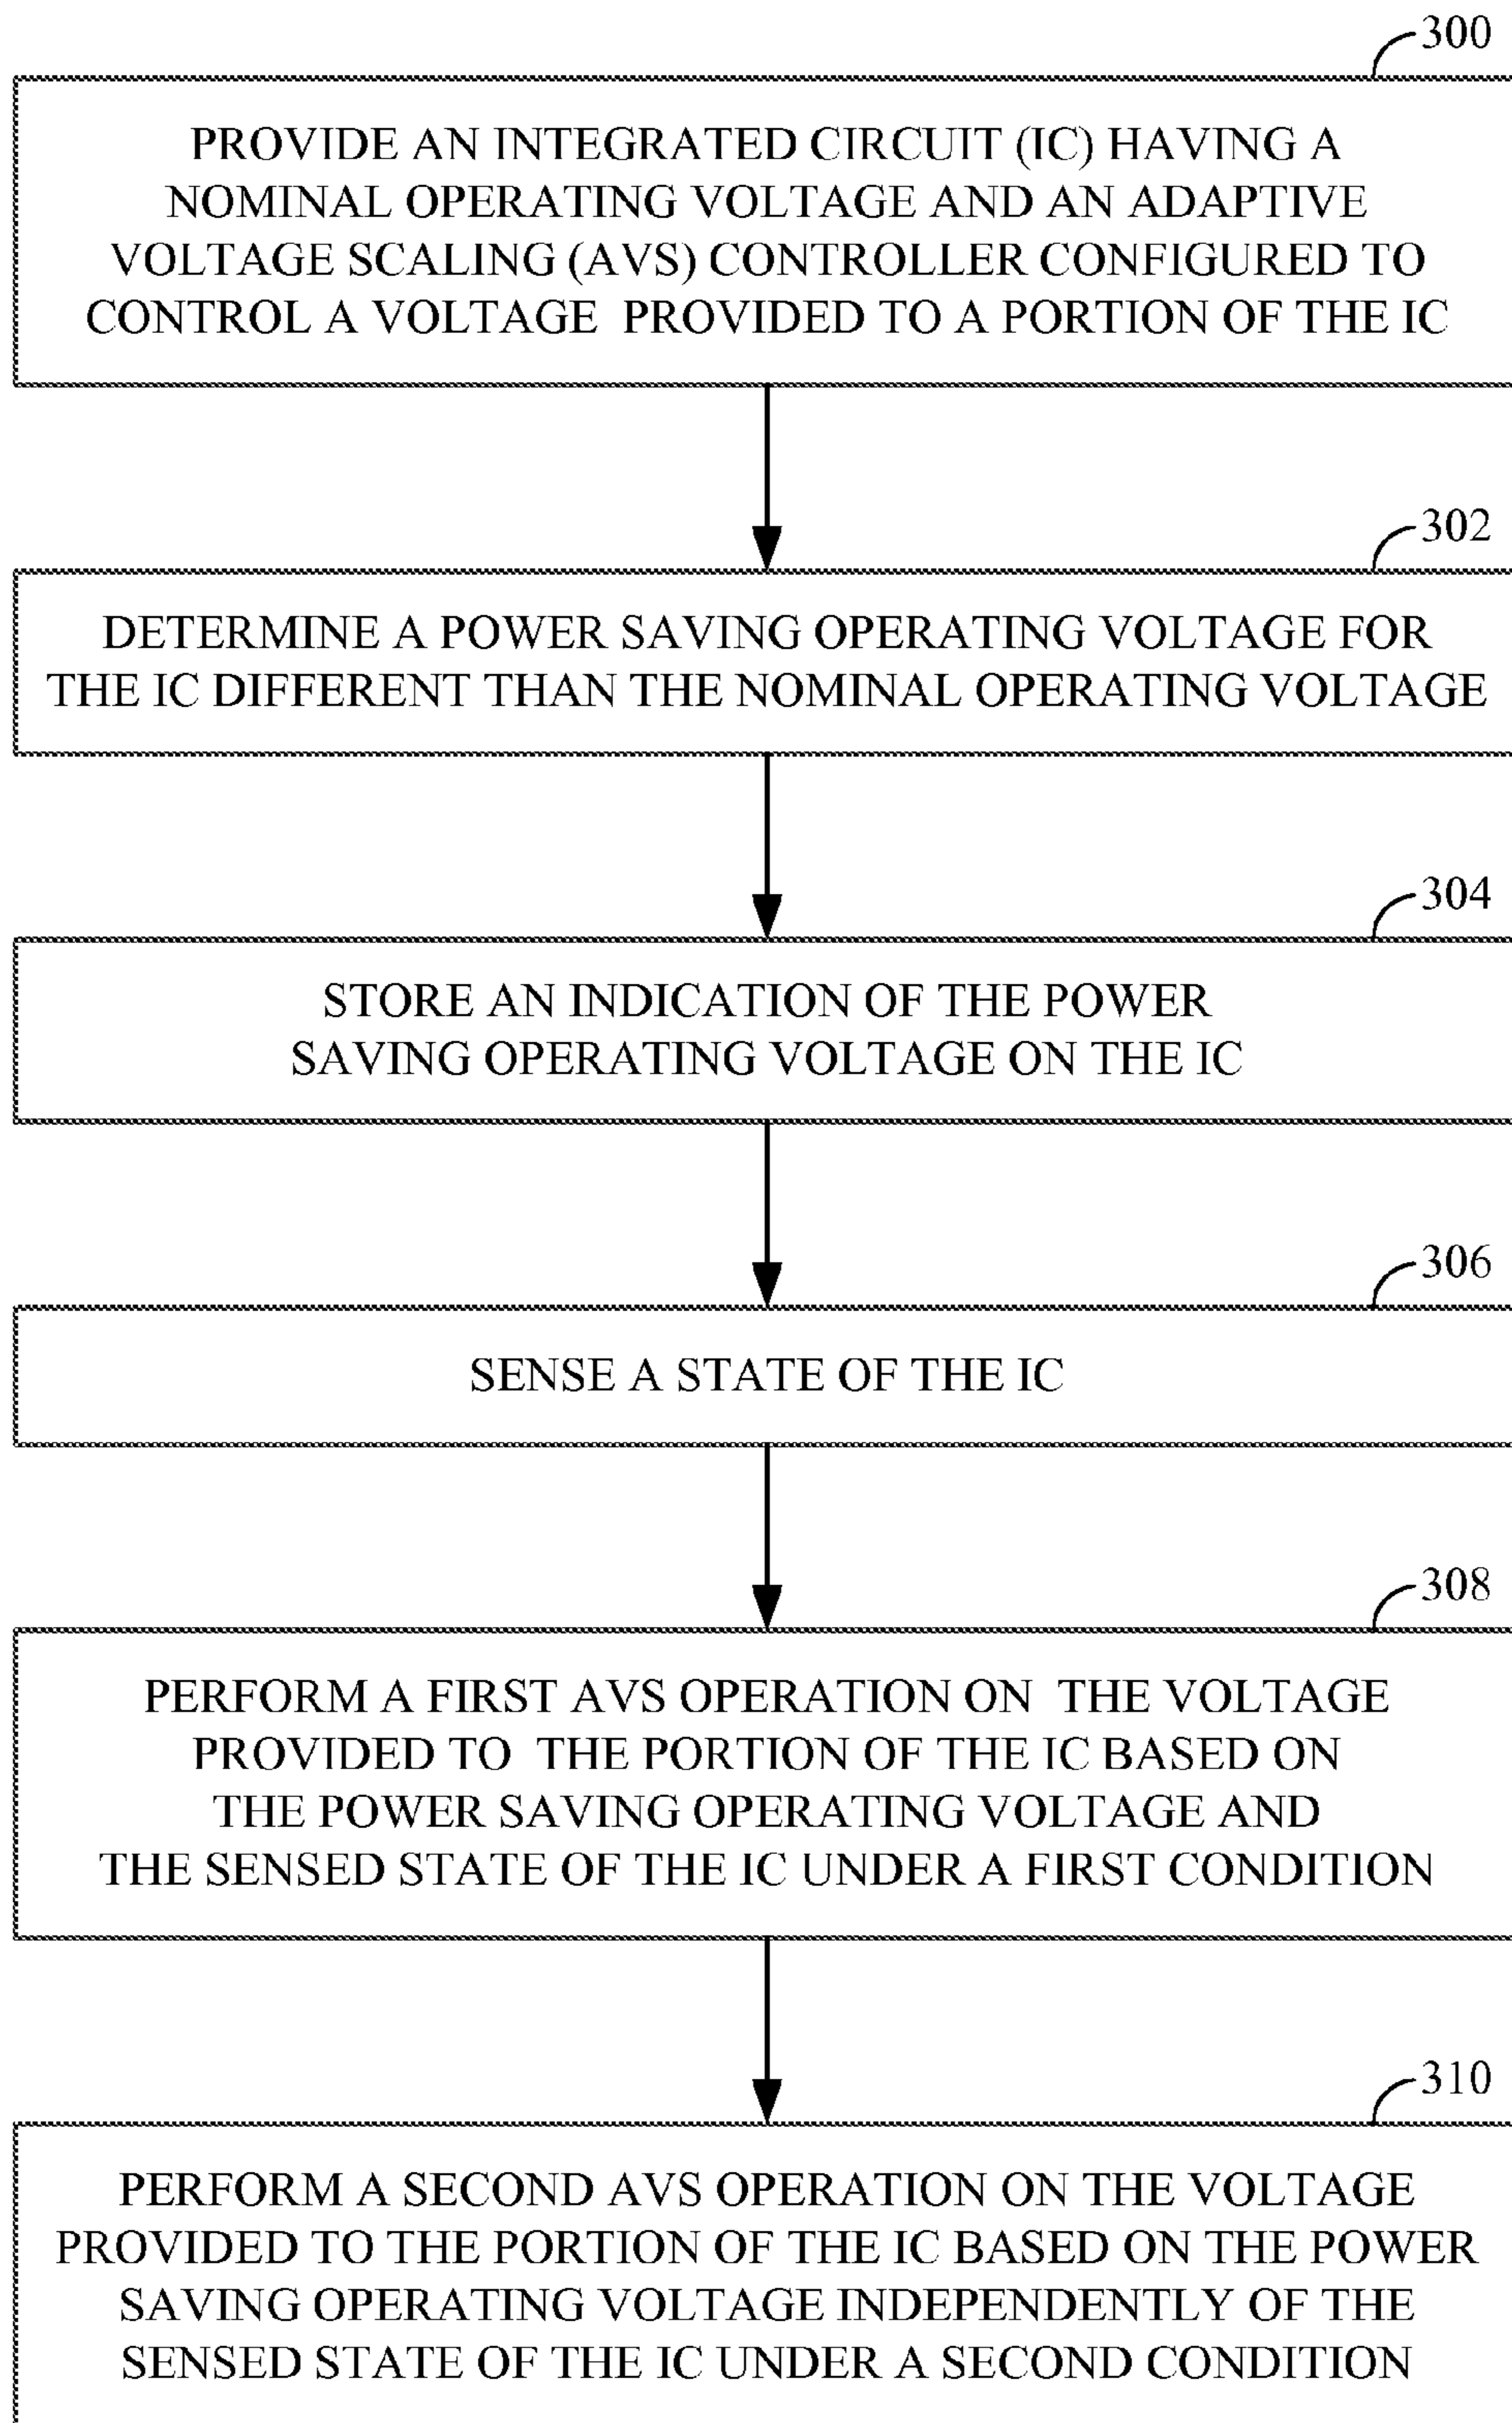 300
PROVIDE AN INTEGRATED CIRCUIT (IC) HAVING A
NOMINAL OPERATING VOLTAGE AND AN ADAPTIVE
VOLTAGE SCALING (AVS) CONTROLLER CONFIGURED TO
CONTROL A VOLTAGE PROVIDED TO A PORTION OF THE IC
302
DETERMINE A POWER SAVING OPERATING VOLTAGE FOR
THE IC DIFFERENT THAN THE NOMINAL OPERATING VOLTAGE
304
STORE AN INDICATION OF THE POWER
SAVING OPERATING VOLTAGE ON THE IC
306
SENSE A STATE OF THE IC
308
PERFORM A FIRST AVS OPERATION ON THE VOLTAGE
PROVIDED TO THE PORTION OF THE IC BASED ON
THE POWER SAVING OPERATING VOLTAGE AND
THE SENSED STATE OF THE IC UNDER A FIRST CONDITION
310
PERFORM A SECOND AVS OPERATION ON THE VOLTAGE
PROVIDED TO THE PORTION OF THE IC BASED ON THE POWER
SAVING OPERATING VOLTAGE INDEPENDENTLY OF THE
SENSED STATE OF THE IC UNDER A SECOND CONDITION